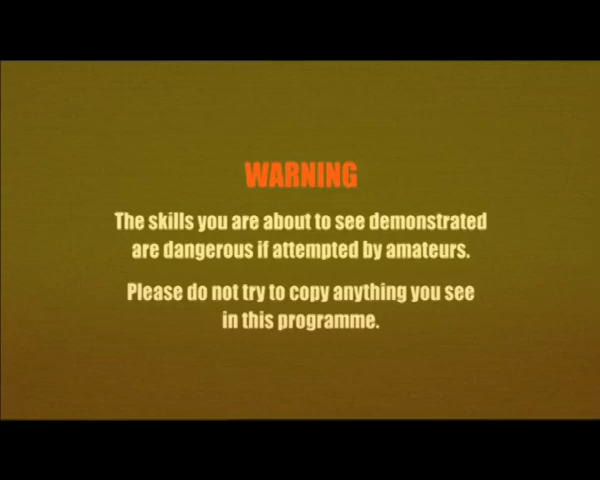 WARNING
The skills you are about to see demonstrated
are dangerous if attempted by amateurs.
Please do not try to copy anything you see
in this programme.